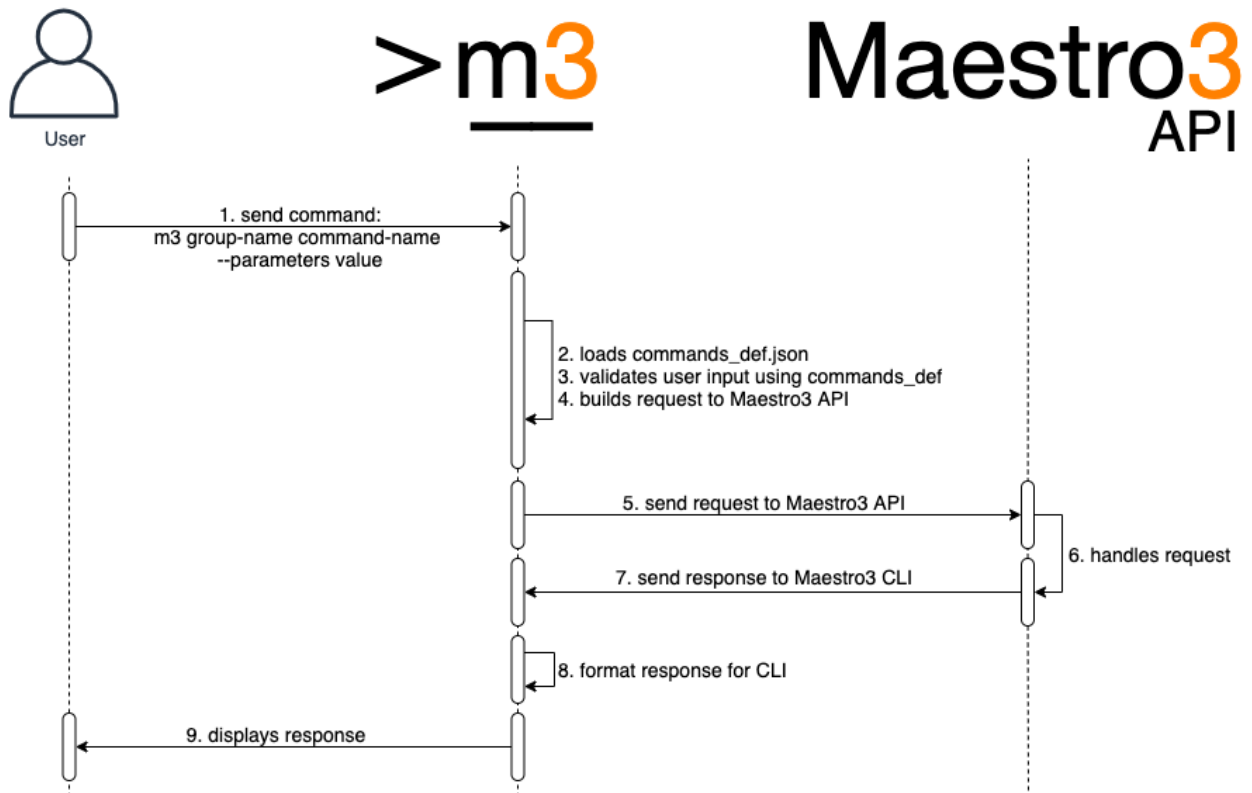 >m3
Maestro3
API
User
1. send command:
m3 group-name command-name
--parameters value
2. loads commands_def.json
3. validates user input using commands_def
4. builds request to Maestro3 API
5. send request to Maestro3 API
6. handles request
7. send response to Maestro3 CLI
8. format response for CLI
9. displays response